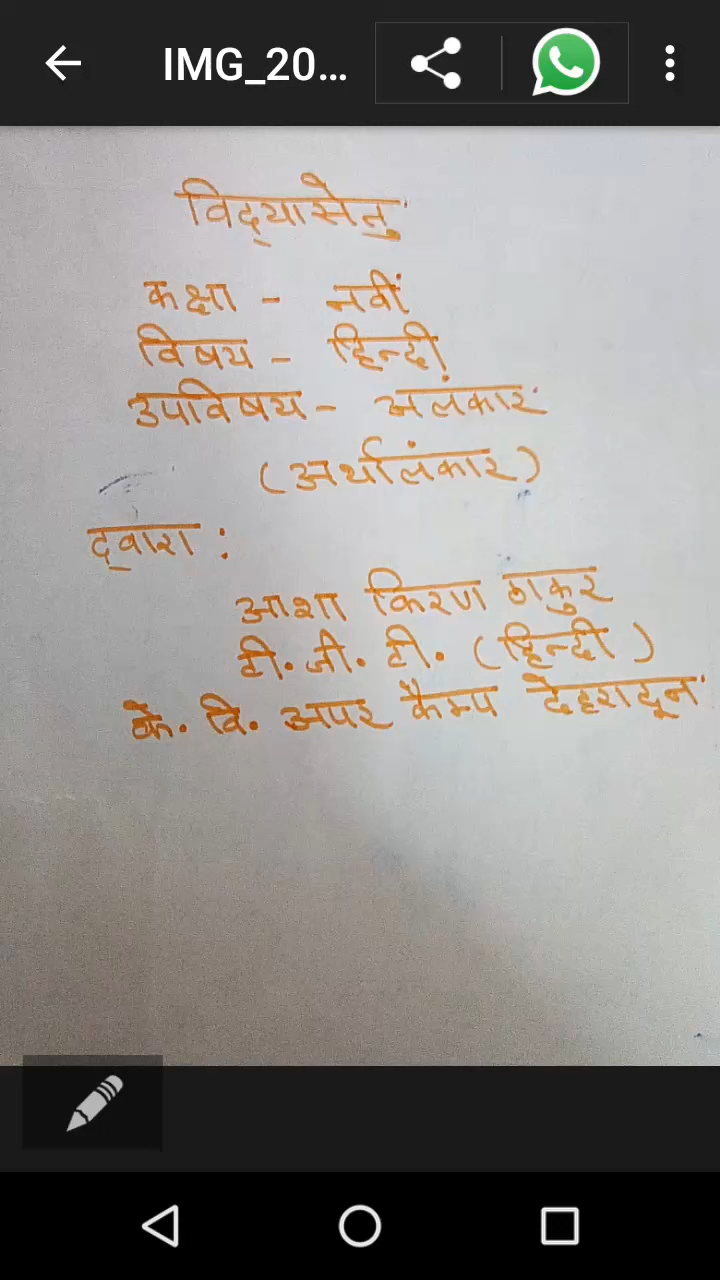 IMG_20...
विद्यासेतु
कक्षा - नवीं
विषय - हिन्दी
उपविषय - अलंकार
(अर्थालंकार)
द्वारा :
आशा किरण ठाकुर
टी. जी. टी. (हिन्दी)
के. वि. अपर कैम्प देहरादून